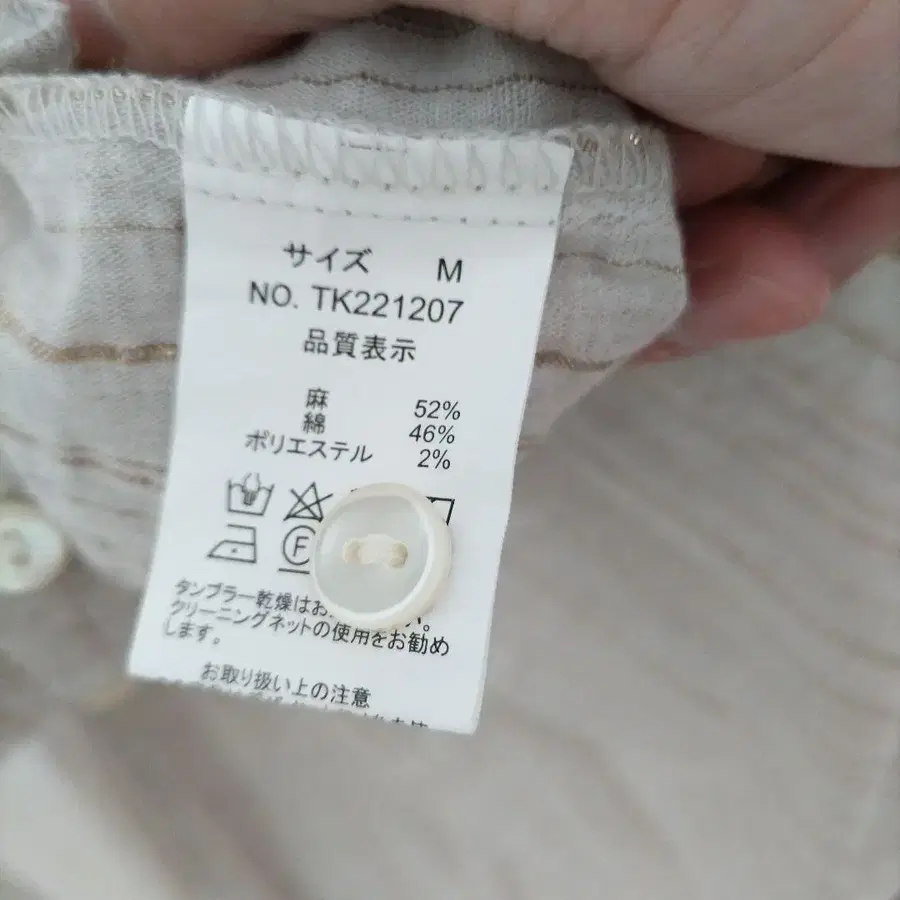 サイズ M
NO. TK221207
品質表示
麻 52%
綿 46%
ポリエステル 2%
F
タンブラー乾燥はお
クリーニングネットの使用をお勧め
します。
お取り扱い上の注意